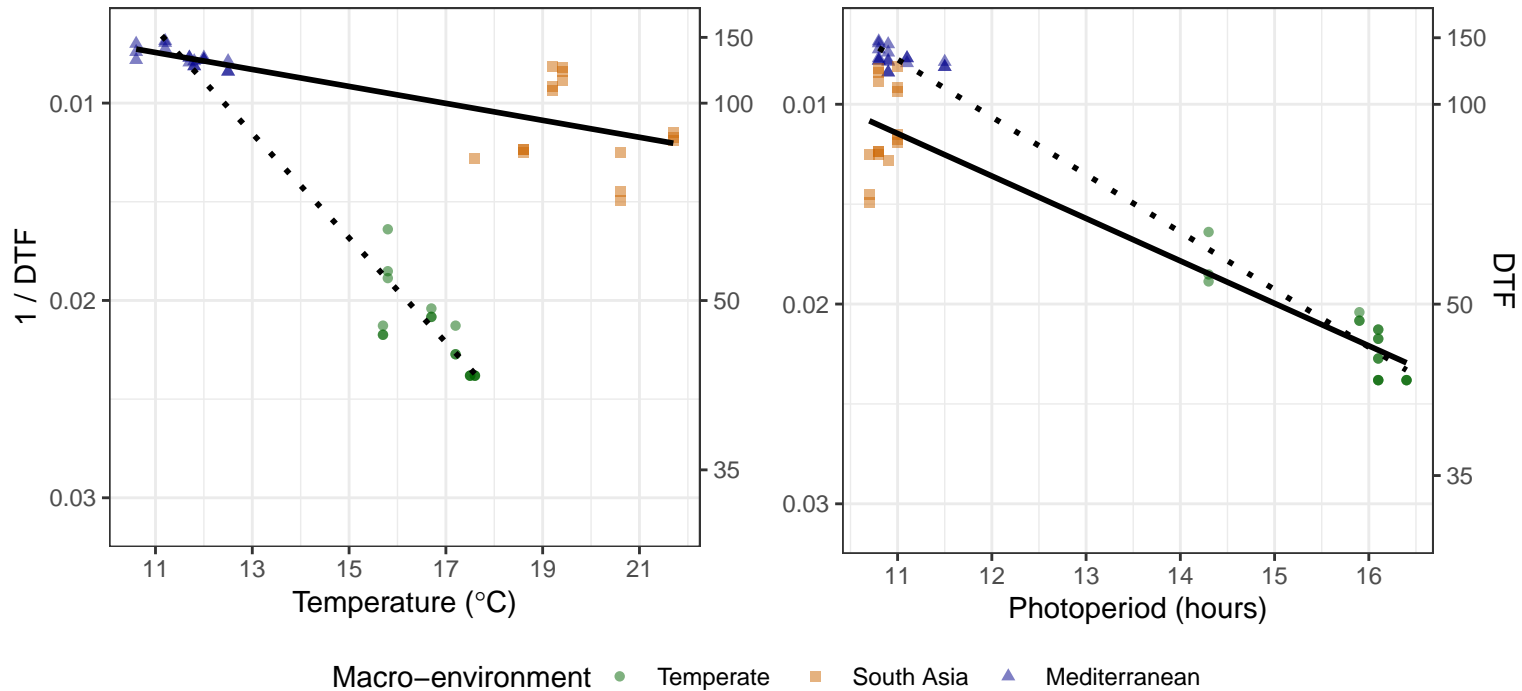 1 / DTF
0.01
0.02
0.03
150
100
50
35
11 13 15 17 19 21
Temperature (°C)
0.01
0.02
0.03
150
100
50
35
DTF
11 12 13 14 15 16
Photoperiod (hours)
Macro−environment Temperate South Asia Mediterranean